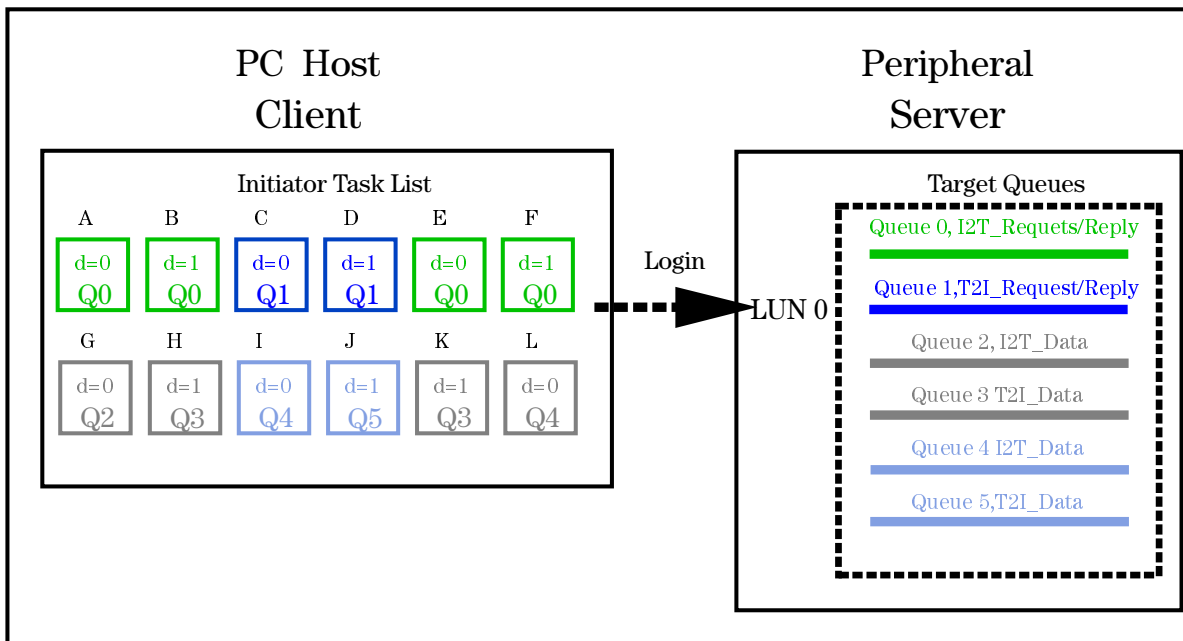 PC Host
Client
Peripheral
Server
Initiator Task List
A B C D E F
d=0 d=1 d=0 d=1 d=0 d=1
Q0 Q0 Q1 Q1 Q0 Q0
G H I J K L
d=0 d=1 d=0 d=1 d=1 d=0
Q2 Q3 Q4 Q5 Q3 Q4
Login
LUN 0
Target Queues
Queue 0, I2T_Requets/Reply
Queue 1,T2I_Request/Reply
Queue 2, I2T_Data
Queue 3 T2I_Data
Queue 4 I2T_Data
Queue 5,T2I_Data